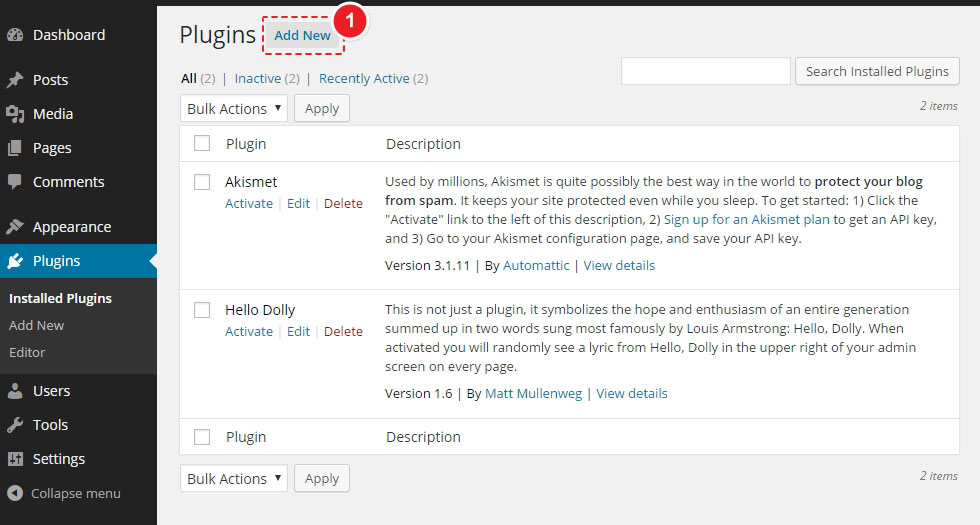 Dashboard
Posts
Media
Pages
Comments
Appearance
Plugins
Installed Plugins
Add New
Editor
Users
Tools
Settings
Collapse menu
Plugins Add New 1
All (2) | Inactive (2) | Recently Active (2)
Search Installed Plugins
Bulk Actions Apply
2 items
Plugin Description
Akismet
Activate | Edit | Delete
Used by millions, Akismet is quite possibly the best way in the world to protect your blog
from spam. It keeps your site protected even while you sleep. To get started: 1) Click the
"Activate" link to the left of this description, 2) Sign up for an Akismet plan to get an API key,
and 3) Go to your Akismet configuration page, and save your API key.
Version 3.1.11 | By Automattic | View details
Hello Dolly
Activate | Edit | Delete
This is not just a plugin, it symbolizes the hope and enthusiasm of an entire generation
summed up in two words sung most famously by Louis Armstrong: Hello, Dolly. When
activated you will randomly see a lyric from Hello, Dolly in the upper right of your admin
screen on every page.
Version 1.6 | By Matt Mullenweg | View details
Plugin Description
Bulk Actions Apply
2 items